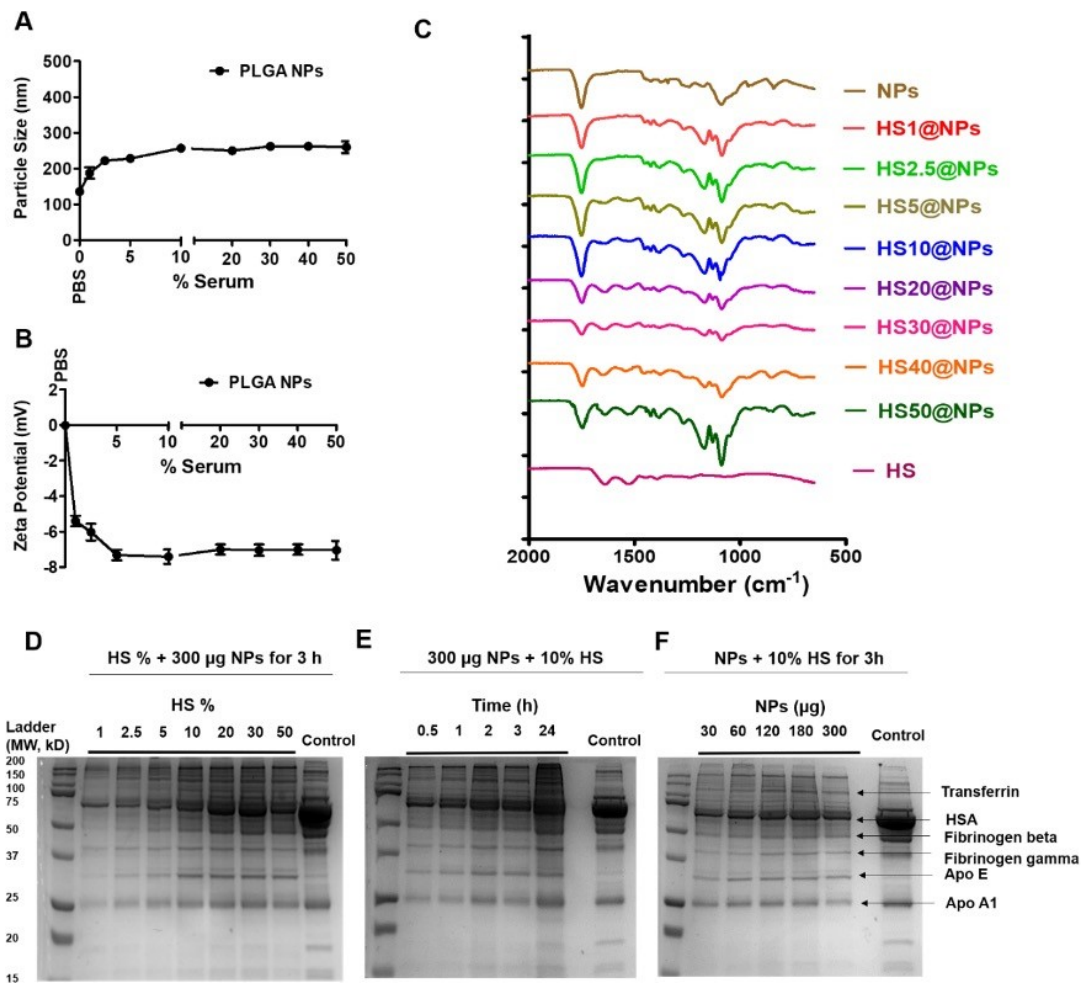 A
500
400
300
200
100
0
Particle Size (nm)
PLGA NPs
0 5 10 20 30 40 50
PBS
% Serum
B
PBS
PLGA NPs
2
0
-2
-4
-6
-8
Zeta Potential (mV)
5 10 20 30 40 50
% Serum
C
NPs
HS1@NPs
HS2.5@NPs
HS5@NPs
HS10@NPs
HS20@NPs
HS30@NPs
HS40@NPs
HS50@NPs
HS
2000 1500 1000 500
Wavenumber (cm-1)
D
HS % + 300 µg NPs for 3 h
HS %
Ladder
(MW, kD)
1 2.5 5 10 20 30 50 Control
200
150
100
75
50
37
25
20
15
E
300 µg NPs + 10% HS
Time (h)
0.5 1 2 3 24 Control
F
NPs + 10% HS for 3h
NPs (µg)
30 60 120 180 300 Control
Transferrin
HSA
Fibrinogen beta
Fibrinogen gamma
Apo E
Apo A1